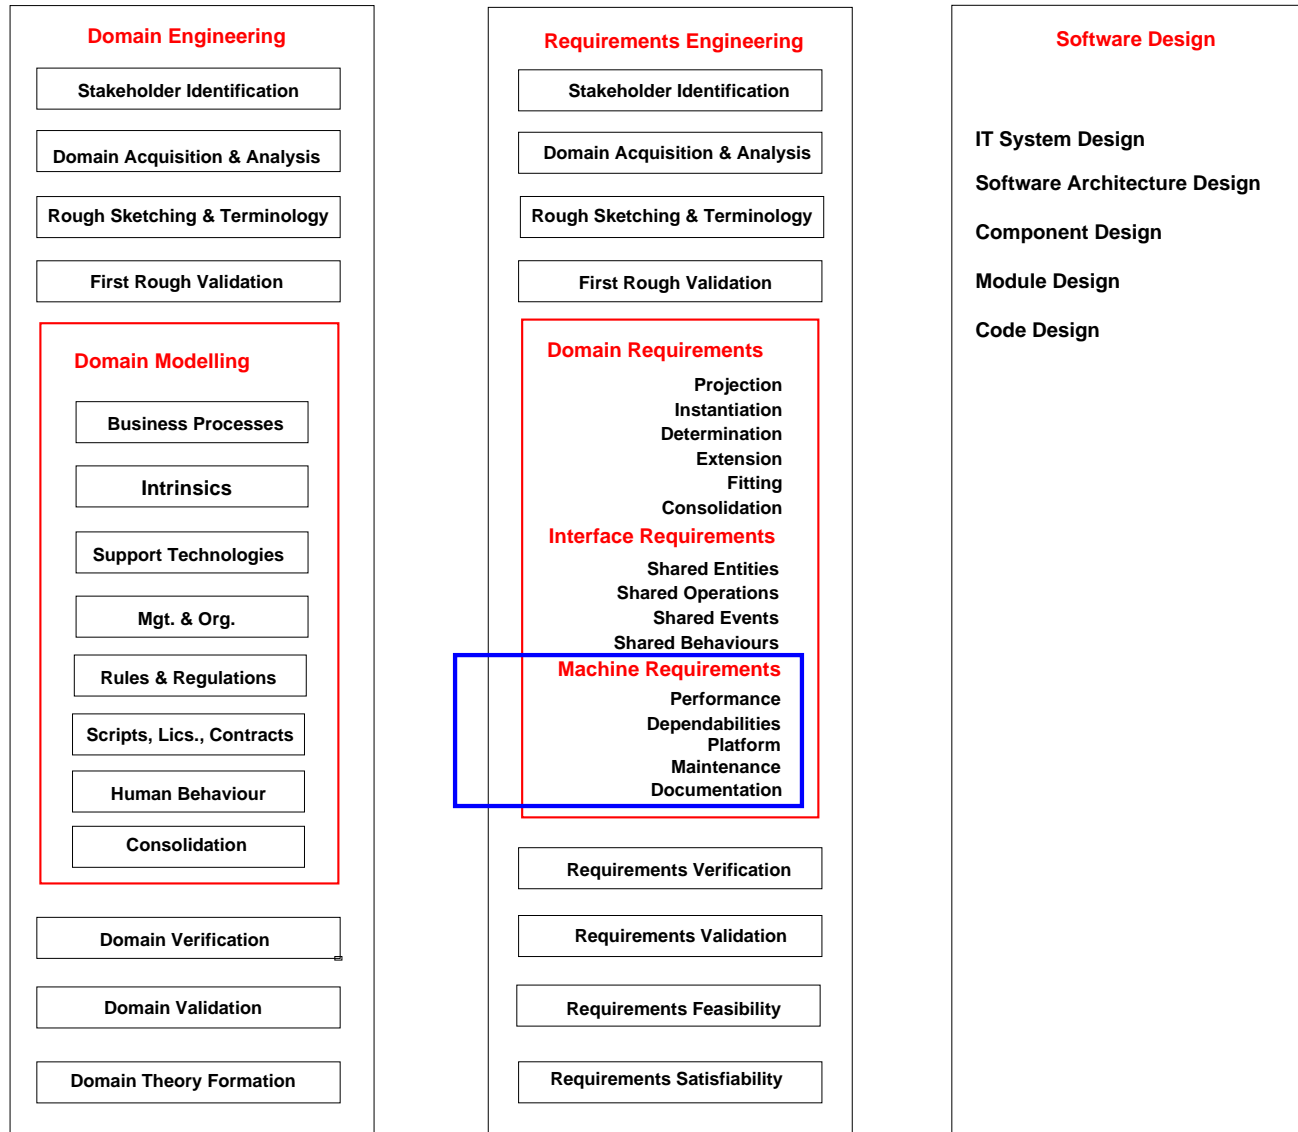 Domain Engineering
Stakeholder Identification
Domain Acquisition & Analysis
Rough Sketching & Terminology
First Rough Validation
Domain Modelling
Business Processes
Intrinsics
Support Technologies
Mgt. & Org.
Rules & Regulations
Scripts, Lics., Contracts
Human Behaviour
Consolidation
Domain Verification
Domain Validation
Domain Theory Formation
Requirements Engineering
Stakeholder Identification
Domain Acquisition & Analysis
Rough Sketching & Terminology
First Rough Validation
Domain Requirements
Projection
Instantiation
Determination
Extension
Fitting
Consolidation
Interface Requirements
Shared Entities
Shared Operations
Shared Events
Shared Behaviours
Machine Requirements
Performance
Dependabilities
Platform
Maintenance
Documentation
Requirements Verification
Requirements Validation
Requirements Feasibility
Requirements Satisfiability
Software Design
IT System Design
Software Architecture Design
Component Design
Module Design
Code Design